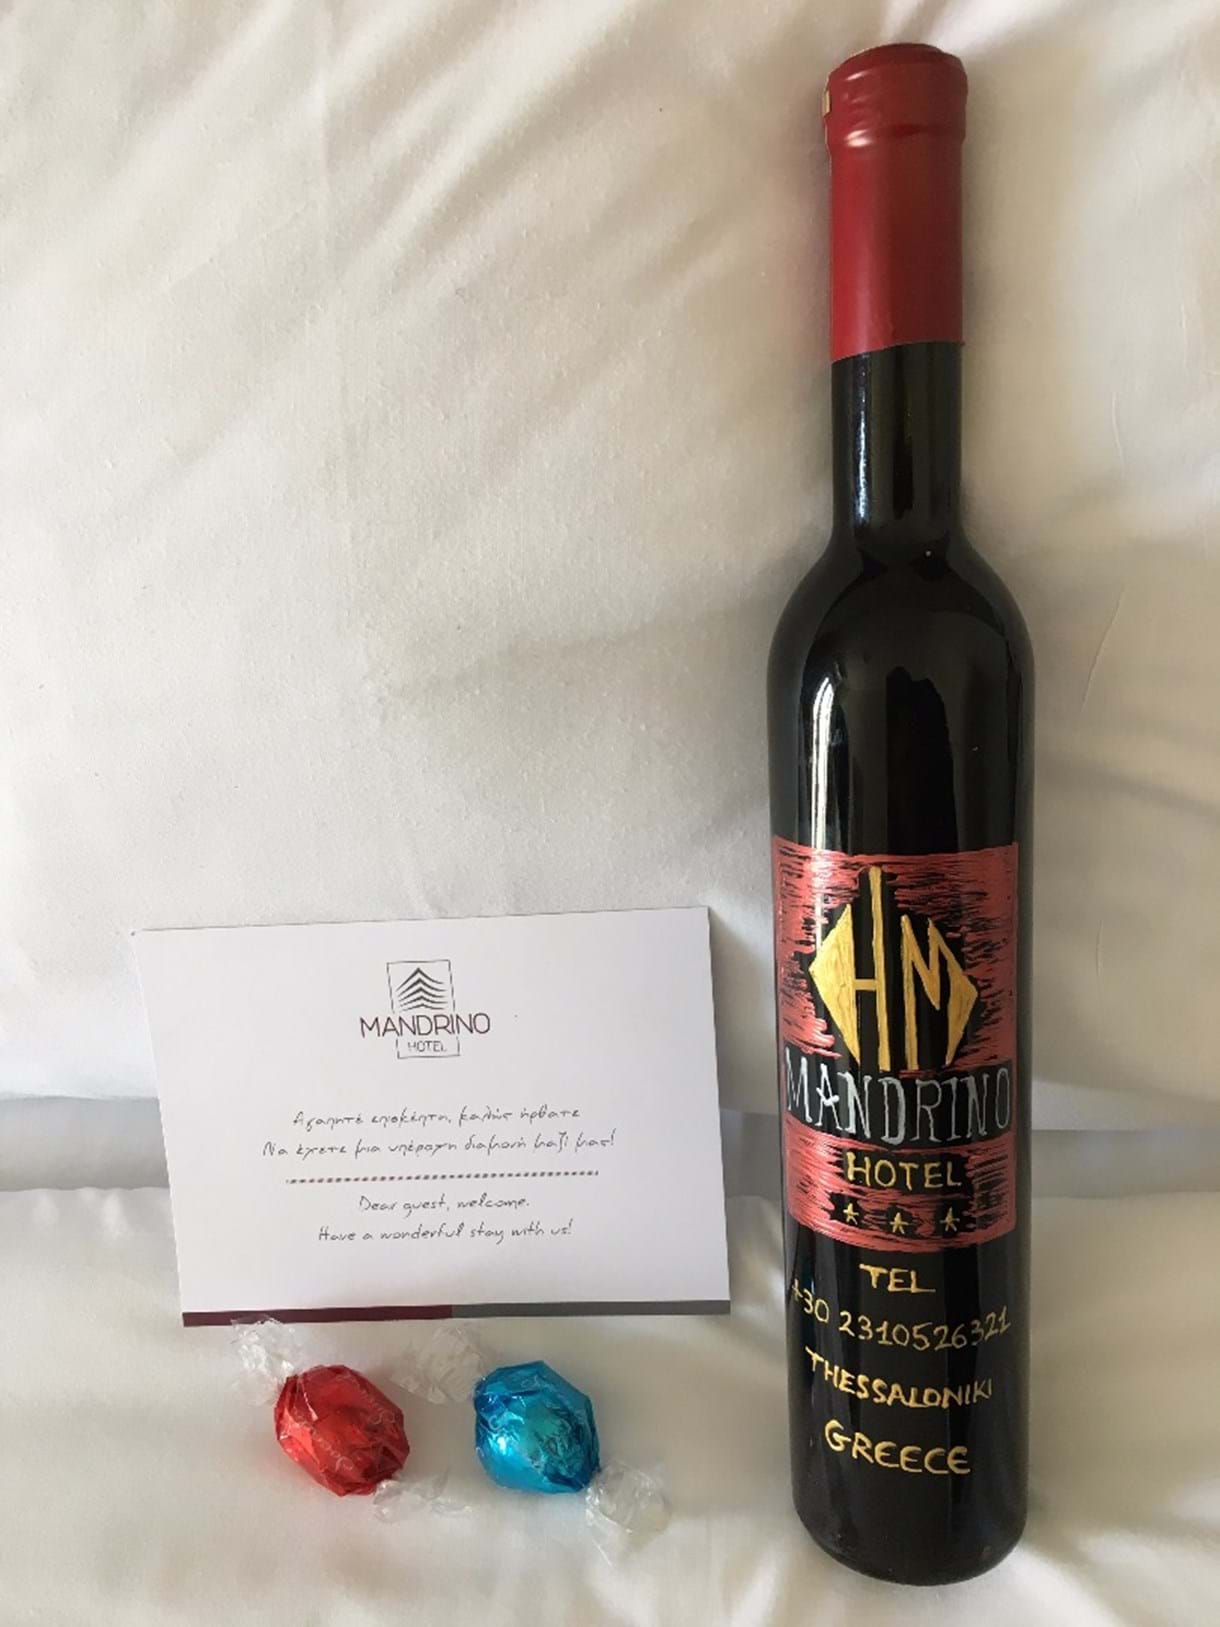 MANDRINO
HOTEL
Αγαπητέ επισκέπτη, καλώς ήρθατε
Να έχετε μια υπέροχη διαμονή μαζί μας!
Dear guest, welcome.
Have a wonderful stay with us!
HM
MANDRINO
HOTEL
TEL
+30 2310526321
THESSALONIKI
GREECE